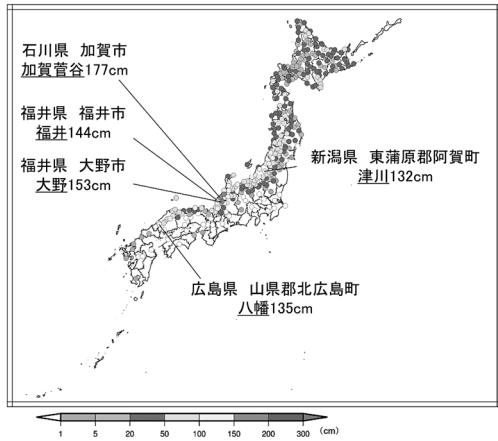 石川県 加賀市
加賀菅谷177cm
福井県 福井市
福井144cm
福井県 大野市
大野153cm
新潟県 東蒲原郡阿賀町
津川132cm
広島県 山県郡北広島町
八幡135cm
1 5 20 50 100 150 200 300 (cm)